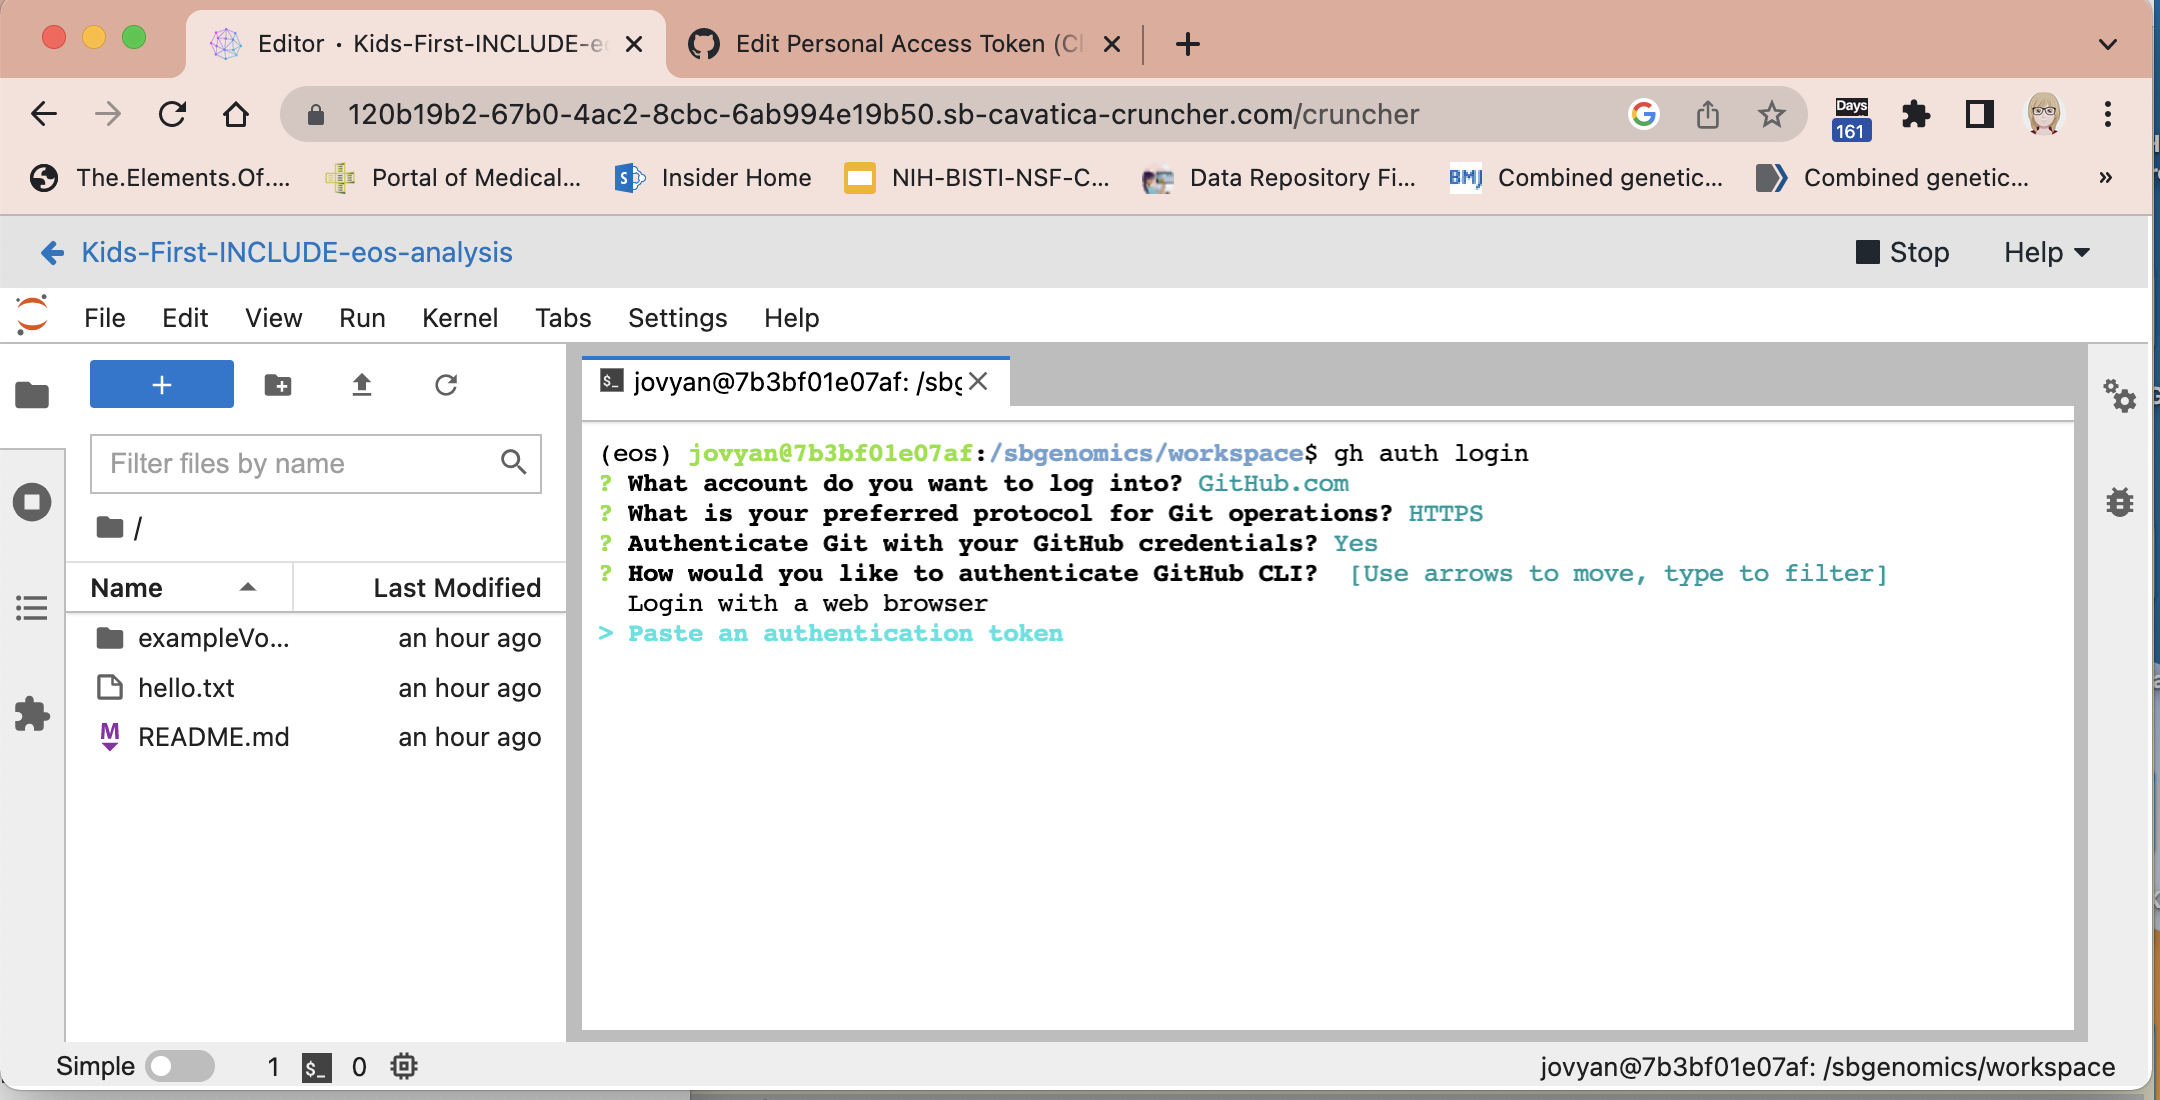 Editor · Kids-First-INCLUDE-e
Edit Personal Access Token (Cl
120b19b2-67b0-4ac2-8cbc-6ab994e19b50.sb-cavatica-cruncher.com/cruncher
Days
161
The.Elements.Of....
Portal of Medical...
Insider Home
NIH-BISTI-NSF-C...
Data Repository Fi...
BMJ
Combined genetic...
Combined genetic...
»
Kids-First-INCLUDE-eos-analysis
Stop
Help
File Edit View Run Kernel Tabs Settings Help
jovyan@7b3bf01e07af: /sbg
Filter files by name
/
Name Last Modified
exampleVo... an hour ago
hello.txt an hour ago
README.md an hour ago
(eos) jovyan@7b3bf01e07af:/sbgenomics/workspace$ gh auth login
? What account do you want to log into? GitHub.com
? What is your preferred protocol for Git operations? HTTPS
? Authenticate Git with your GitHub credentials? Yes
? How would you like to authenticate GitHub CLI?  [Use arrows to move, type to filter]
Login with a web browser
> Paste an authentication token
Simple 1 $_ 0
jovyan@7b3bf01e07af: /sbgenomics/workspace